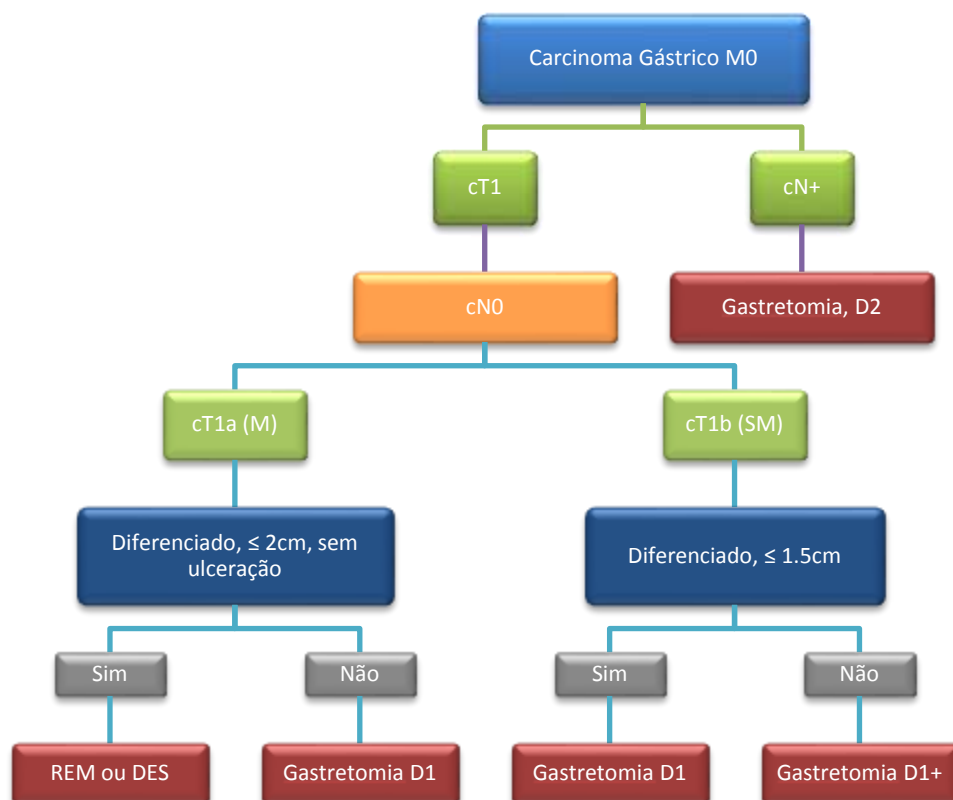 Carcinoma Gástrico M0
cT1
cN+
cN0
Gastretomia, D2
cT1a (M)
cT1b (SM)
Diferenciado, ≤ 2cm, sem
ulceração
Diferenciado, ≤ 1.5cm
Sim
Não
Sim
Não
REM ou DES
Gastretomia D1
Gastretomia D1
Gastretomia D1+